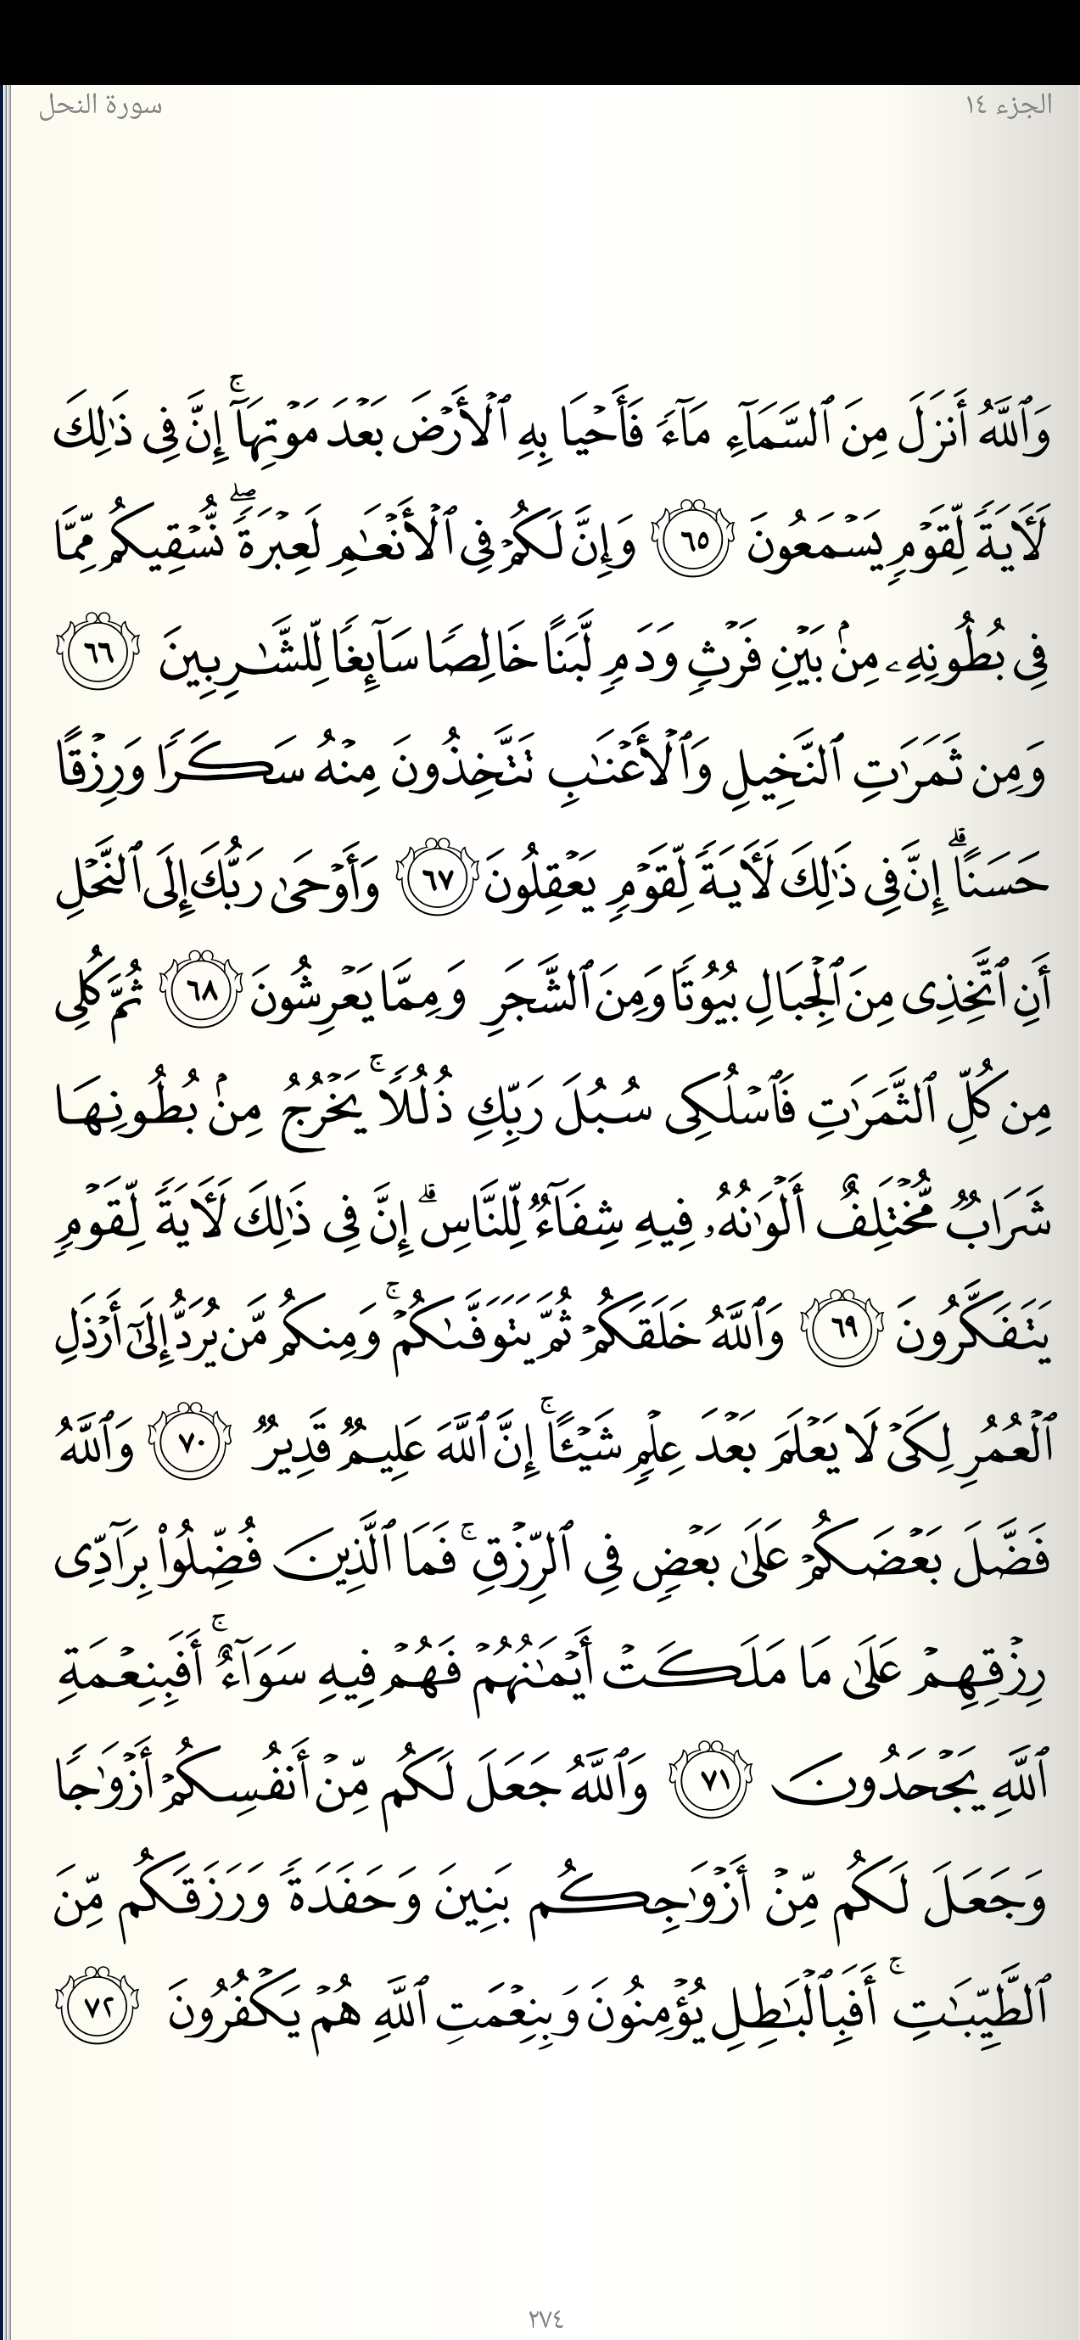 الجزء ١٤
سورة النحل
وَٱللَّهُ أَنزَلَ مِنَ ٱلسَّمَآءِ مَآءٗ فَأَحۡيَا بِهِ ٱلۡأَرۡضَ بَعۡدَ مَوۡتِهَآۚ إِنَّ فِي ذَٰلِكَ
لَأٓيَةٗ لِّقَوۡمٖ يَسۡمَعُونَ ٦٥ وَإِنَّ لَكُمۡ فِي ٱلۡأَنۡعَٰمِ لَعِبۡرَةٗۖ نُّسۡقِيكُم مِّمَّا
فِي بُطُونِهِۦ مِنۢ بَيۡنِ فَرۡثٖ وَدَمٖ لَّبَنًا خَالِصٗا سَآئِغٗا لِّلشَّٰرِبِينَ ٦٦
وَمِن ثَمَرَٰتِ ٱلنَّخِيلِ وَٱلۡأَعۡنَٰبِ تَتَّخِذُونَ مِنۡهُ سَكَرٗا وَرِزۡقًا
حَسَنًاۚ إِنَّ فِي ذَٰلِكَ لَأٓيَةٗ لِّقَوۡمٖ يَعۡقِلُونَ ٦٧ وَأَوۡحَىٰ رَبُّكَ إِلَى ٱلنَّحۡلِ
أَنِ ٱتَّخِذِي مِنَ ٱلۡجِبَالِ بُيُوتٗا وَمِنَ ٱلشَّجَرِ وَمِمَّا يَعۡرِشُونَ ٦٨ ثُمَّ كُلِي
مِن كُلِّ ٱلثَّمَرَٰتِ فَٱسۡلُكِي سُبُلَ رَبِّكِ ذُلُلٗاۚ يَخۡرُجُ مِنۢ بُطُونِهَا
شَرَابٞ مُّخۡتَلِفٌ أَلۡوَٰنُهُۥ فِيهِ شِفَآءٞ لِّلنَّاسِۚ إِنَّ فِي ذَٰلِكَ لَأٓيَةٗ لِّقَوۡمٖ
يَتَفَكَّرُونَ ٦٩ وَٱللَّهُ خَلَقَكُمۡ ثُمَّ يَتَوَفَّىٰكُمۡۚ وَمِنكُم مَّن يُرَدُّ إِلَىٰٓ أَرۡذَلِ
ٱلۡعُمُرِ لِكَيۡ لَا يَعۡلَمَ بَعۡدَ عِلۡمٖ شَيۡـًٔاۚ إِنَّ ٱللَّهَ عَلِيمٞ قَدِيرٞ ٧٠ وَٱللَّهُ
فَضَّلَ بَعۡضَكُمۡ عَلَىٰ بَعۡضٖ فِي ٱلرِّزۡقِۚ فَمَا ٱلَّذِينَ فُضِّلُواْ بِرَآدِّي
رِزۡقِهِمۡ عَلَىٰ مَا مَلَكَتۡ أَيۡمَٰنُهُمۡ فَهُمۡ فِيهِ سَوَآءٌۚ أَفَبِنِعۡمَةِ
ٱللَّهِ يَجۡحَدُونَ ٧١ وَٱللَّهُ جَعَلَ لَكُم مِّنۡ أَنفُسِكُمۡ أَزۡوَٰجٗا
وَجَعَلَ لَكُم مِّنۡ أَزۡوَٰجِكُم بَنِينَ وَحَفَدَةٗ وَرَزَقَكُم مِّنَ
ٱلطَّيِّبَٰتِۚ أَفَبِٱلۡبَٰطِلِ يُؤۡمِنُونَ وَبِنِعۡمَتِ ٱللَّهِ هُمۡ يَكۡفُرُونَ ٧٢
٢٧٤